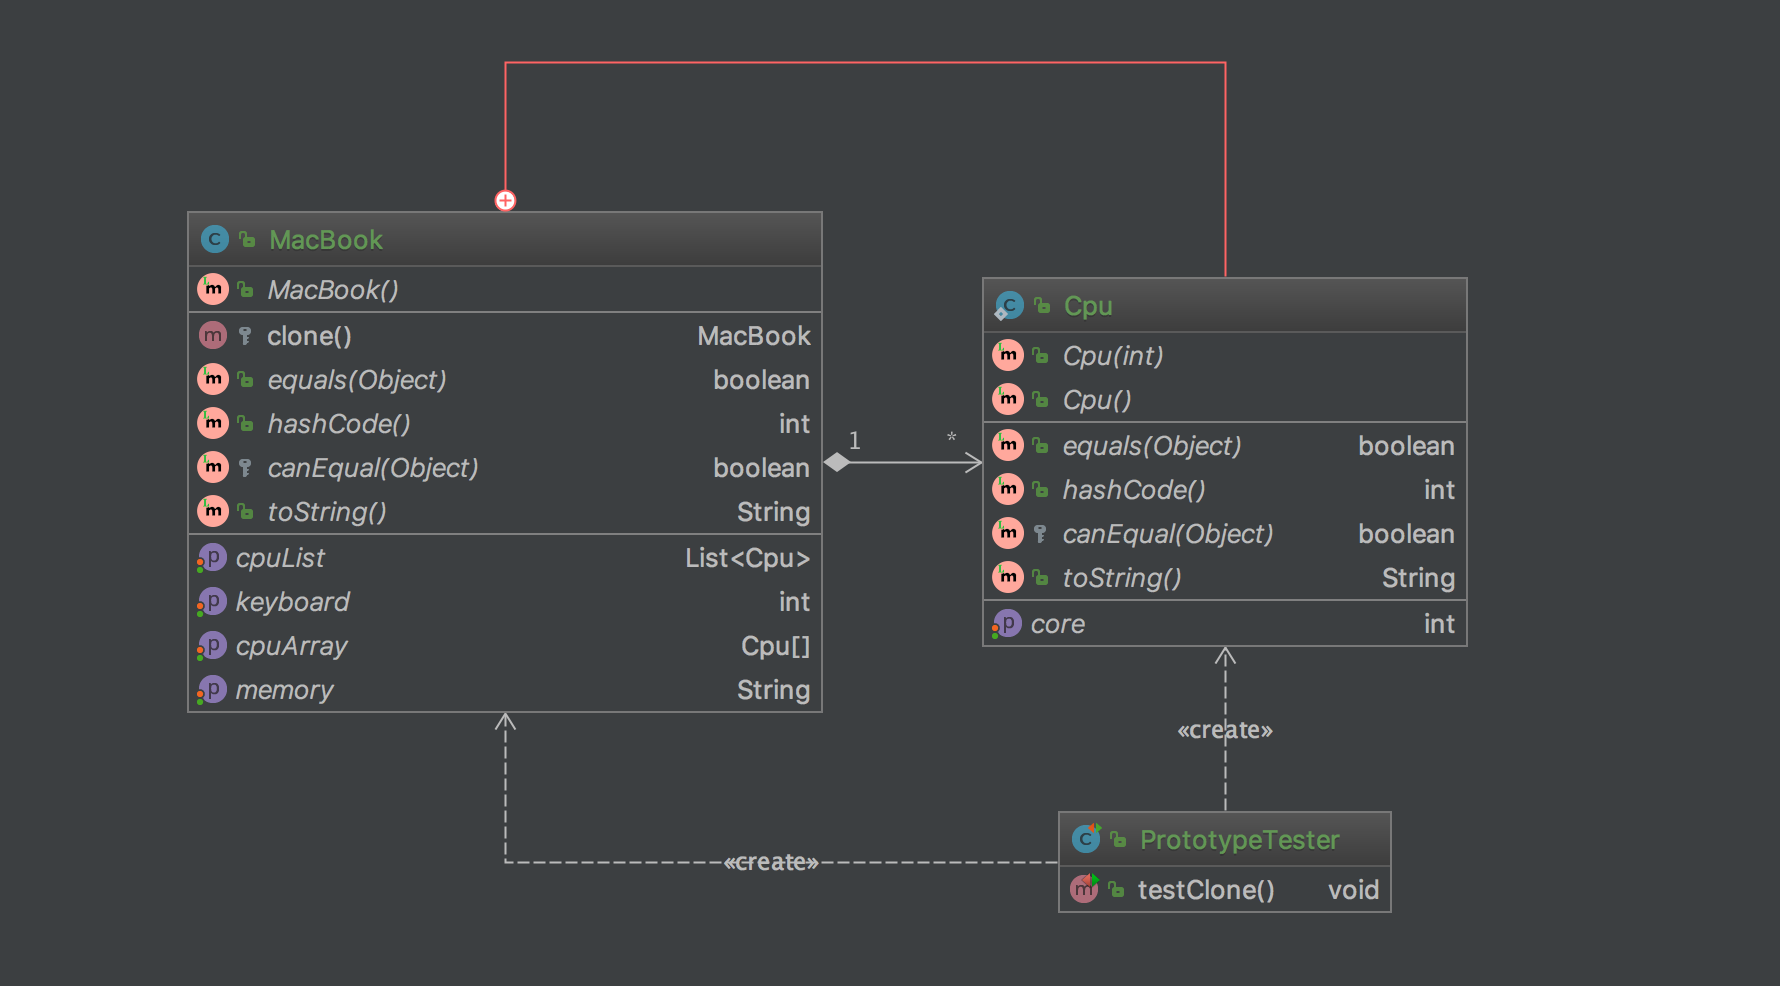 MacBook
MacBook()
clone() MacBook
equals(Object) boolean
hashCode() int
canEqual(Object) boolean
toString() String
cpuList List<Cpu>
keyboard int
cpuArray Cpu[]
memory String
1 *
Cpu
Cpu(int)
Cpu()
equals(Object) boolean
hashCode() int
canEqual(Object) boolean
toString() String
core int
«create»
«create»
PrototypeTester
testClone() void